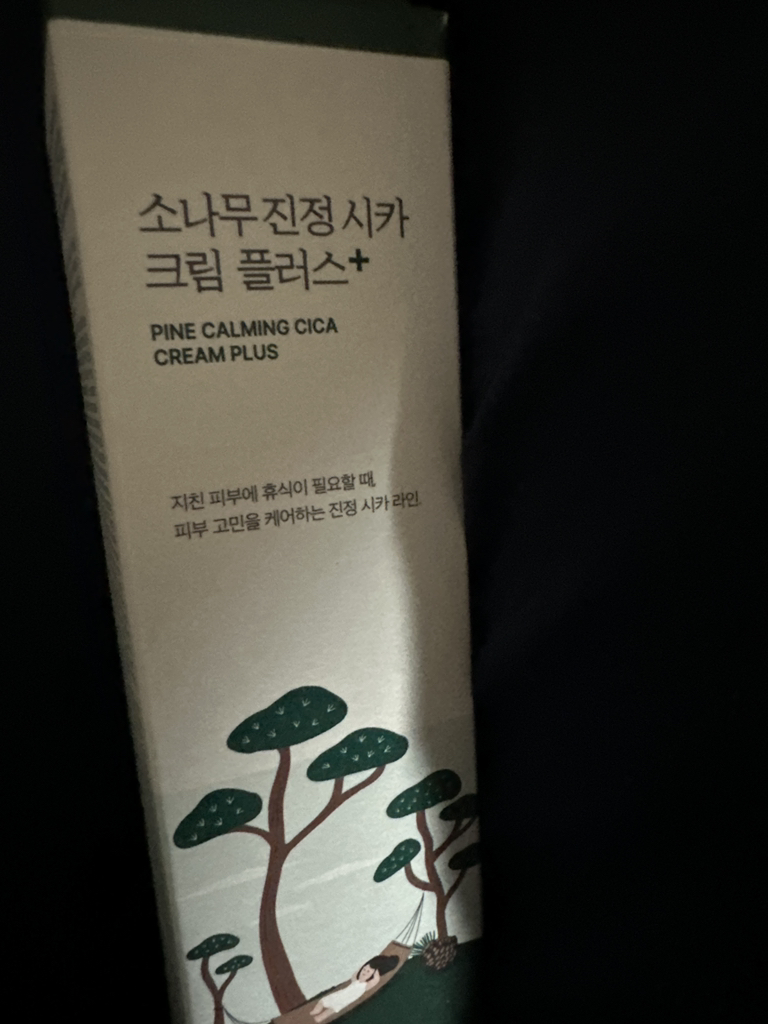 소나무 진정 시카
크림 플러스+
PINE CALMING CICA
CREAM PLUS
지친 피부에 휴식이 필요할 때,
피부 고민을 케어하는 진정 시카 라인